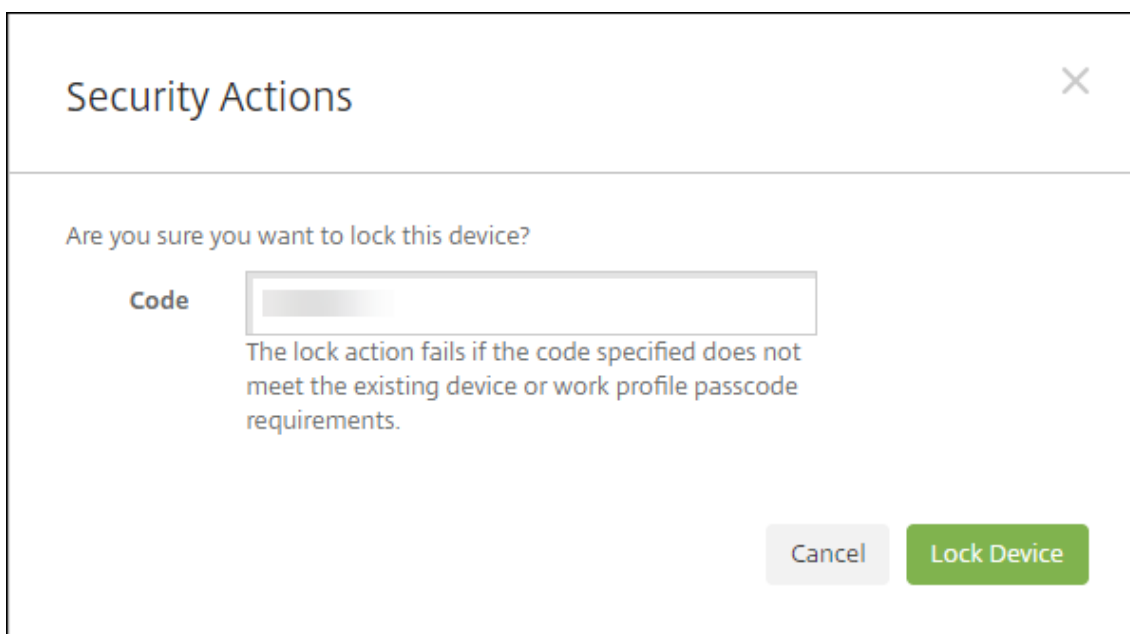 Security Actions
Are you sure you want to lock this device?
Code
The lock action fails if the code specified does not
meet the existing device or work profile passcode
requirements.
Cancel
Lock Device